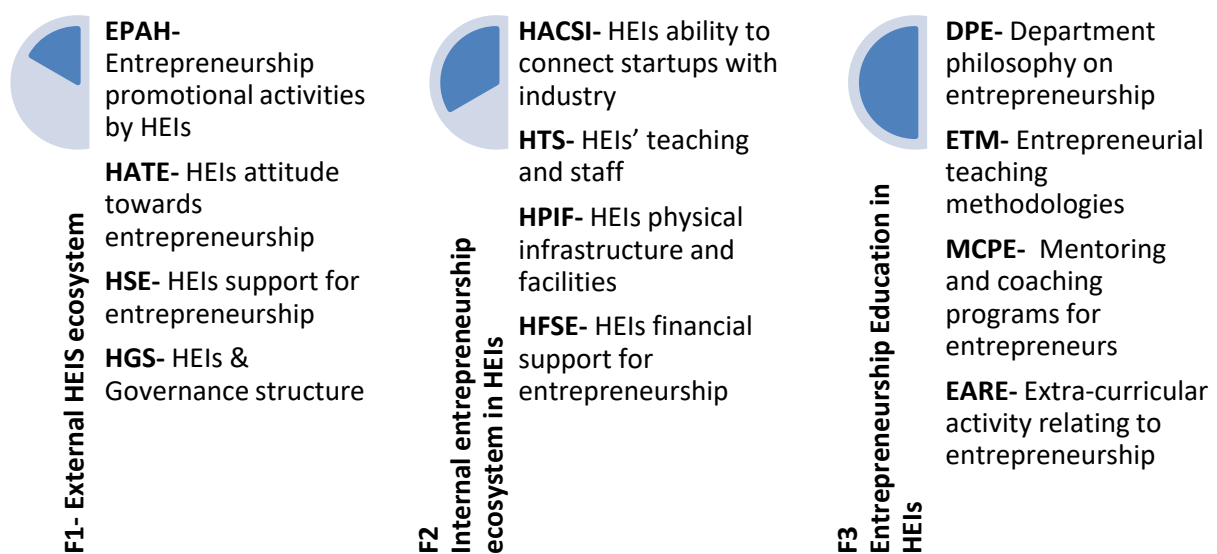 F1- External HEIS ecosystem
EPAH-
Entrepreneurship
promotional activities
by HEIs
HATE- HEIs attitude
towards
entrepreneurship
HSE- HEIs support for
entrepreneurship
HGS- HEIs &
Governance structure
F2
Internal entrepreneurship
ecosystem in HEIs
HACSI- HEIs ability to
connect startups with
industry
HTS- HEIs’ teaching
and staff
HPIF- HEIs physical
infrastructure and
facilities
HFSE- HEIs financial
support for
entrepreneurship
F3
Entrepreneurship Education in
HEIs
DPE- Department
philosophy on
entrepreneurship
ETM- Entrepreneurial
teaching
methodologies
MCPE- Mentoring
and coaching
programs for
entrepreneurs
EARE- Extra-curricular
activity relating to
entrepreneurship